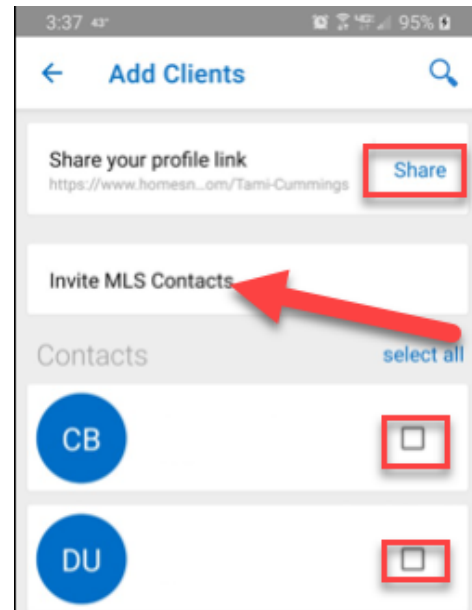 3:37 43° 95%
Add Clients
Share your profile link
https://www.homesn...om/Tami-Cummings
Share
Invite MLS Contacts
Contacts
select all
CB
DU